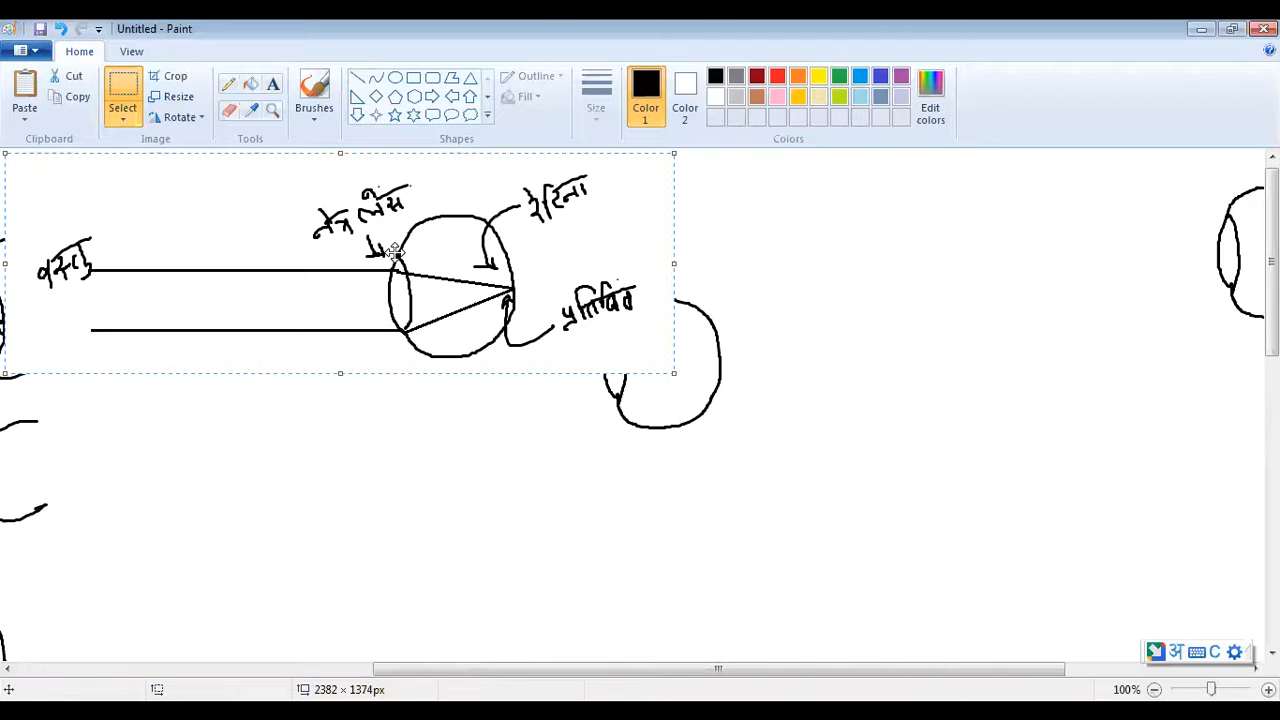 Untitled - Paint
Home
View
Paste
Cut
Copy
Clipboard
Select
Crop
Resize
Rotate
Image
A
Tools
Brushes
Outline
Fill
Shapes
Size
Color 1
Color 2
Edit colors
Colors
नेत्र लेंस
रेटिना
वस्तु
प्रतिबिंब
अ
C
2382 × 1374px
100%